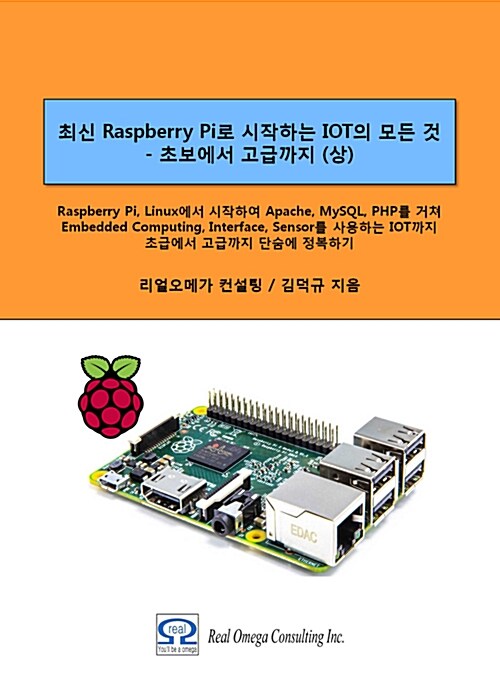 최신 Raspberry Pi로 시작하는 IOT의 모든 것
- 초보에서 고급까지 (상)
Raspberry Pi, Linux에서 시작하여 Apache, MySQL, PHP를 거쳐
Embedded Computing, Interface, Sensor를 사용하는 IOT까지
초급에서 고급까지 단숨에 정복하기
리얼오메가 컨설팅 / 김덕규 지음
EDAC
real
You'll be a omega
Real Omega Consulting Inc.